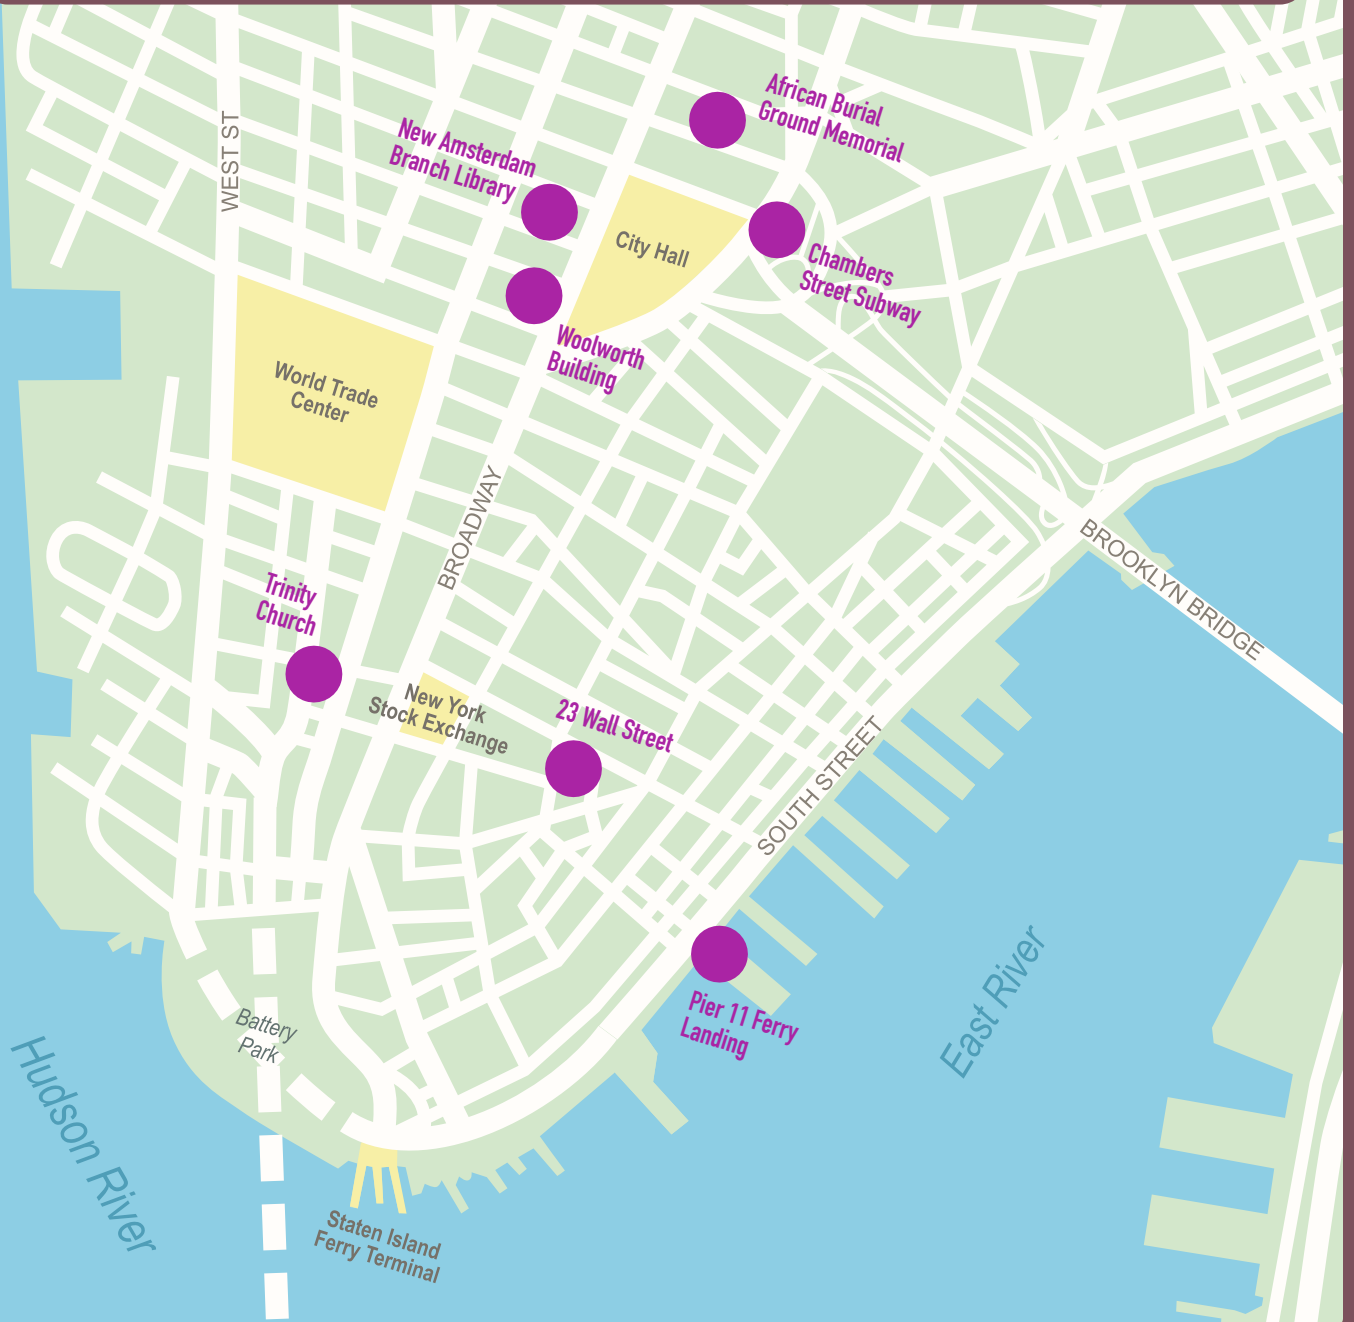 African Burial
Ground Memorial
New Amsterdam
Branch Library
WEST ST
City Hall
Chambers
Street Subway
Woolworth
Building
World Trade
Center
BROADWAY
BROOKLYN BRIDGE
Trinity
Church
New York
Stock Exchange
23 Wall Street
SOUTH STREET
East River
Pier 11 Ferry
Landing
Battery
Park
Hudson River
Staten Island
Ferry Terminal